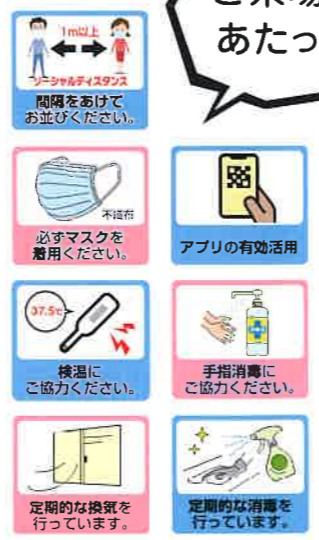 あたっ
1m以上
ソーシャルディスタンス
間隔をあけて
お並びください。
不織布
必ずマスクを
着用ください。
アプリの有効活用
37.5℃
検温に
ご協力ください。
手指消毒に
ご協力ください。
定期的な換気を
行っています。
定期的な消毒を
行っています。